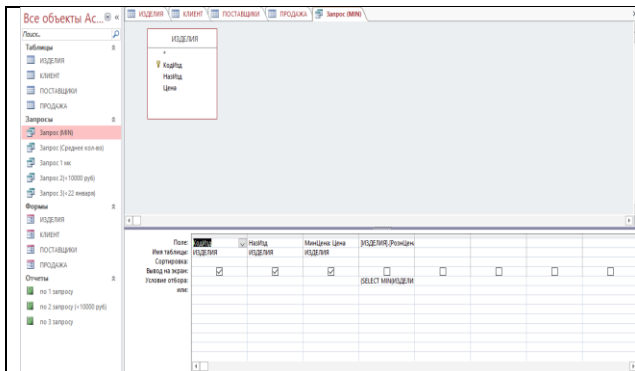 Все объекты Ac...
Поиск...
Таблицы
ИЗДЕЛИЯ
КЛИЕНТ
ПОСТАВЩИКИ
ПРОДАЖА
Запросы
Запрос (MIN)
Запрос (Среднее кол-во)
Запрос 1 мк
Запрос 2(<10000 руб)
Запрос 3(<22 января)
Формы
ИЗДЕЛИЯ
КЛИЕНТ
ПОСТАВЩИКИ
ПРОДАЖА
Отчеты
по 1 запросу
по 2 запросу (<10000 руб)
по 3 запросу
ИЗДЕЛИЯ КЛИЕНТ ПОСТАВЩИКИ ПРОДАЖА Запрос (MIN)
ИЗДЕЛИЯ
*
КодИзд
НазИзд
Цена
Поле: КодИзд НазИзд МинЦена: Цена [ИЗДЕЛИЯ].[РознЦен
Имя таблицы: ИЗДЕЛИЯ ИЗДЕЛИЯ ИЗДЕЛИЯ
Сортировка:
Вывод на экран:
Условие отбора: (SELECT MIN(ИЗДЕЛИ
или: